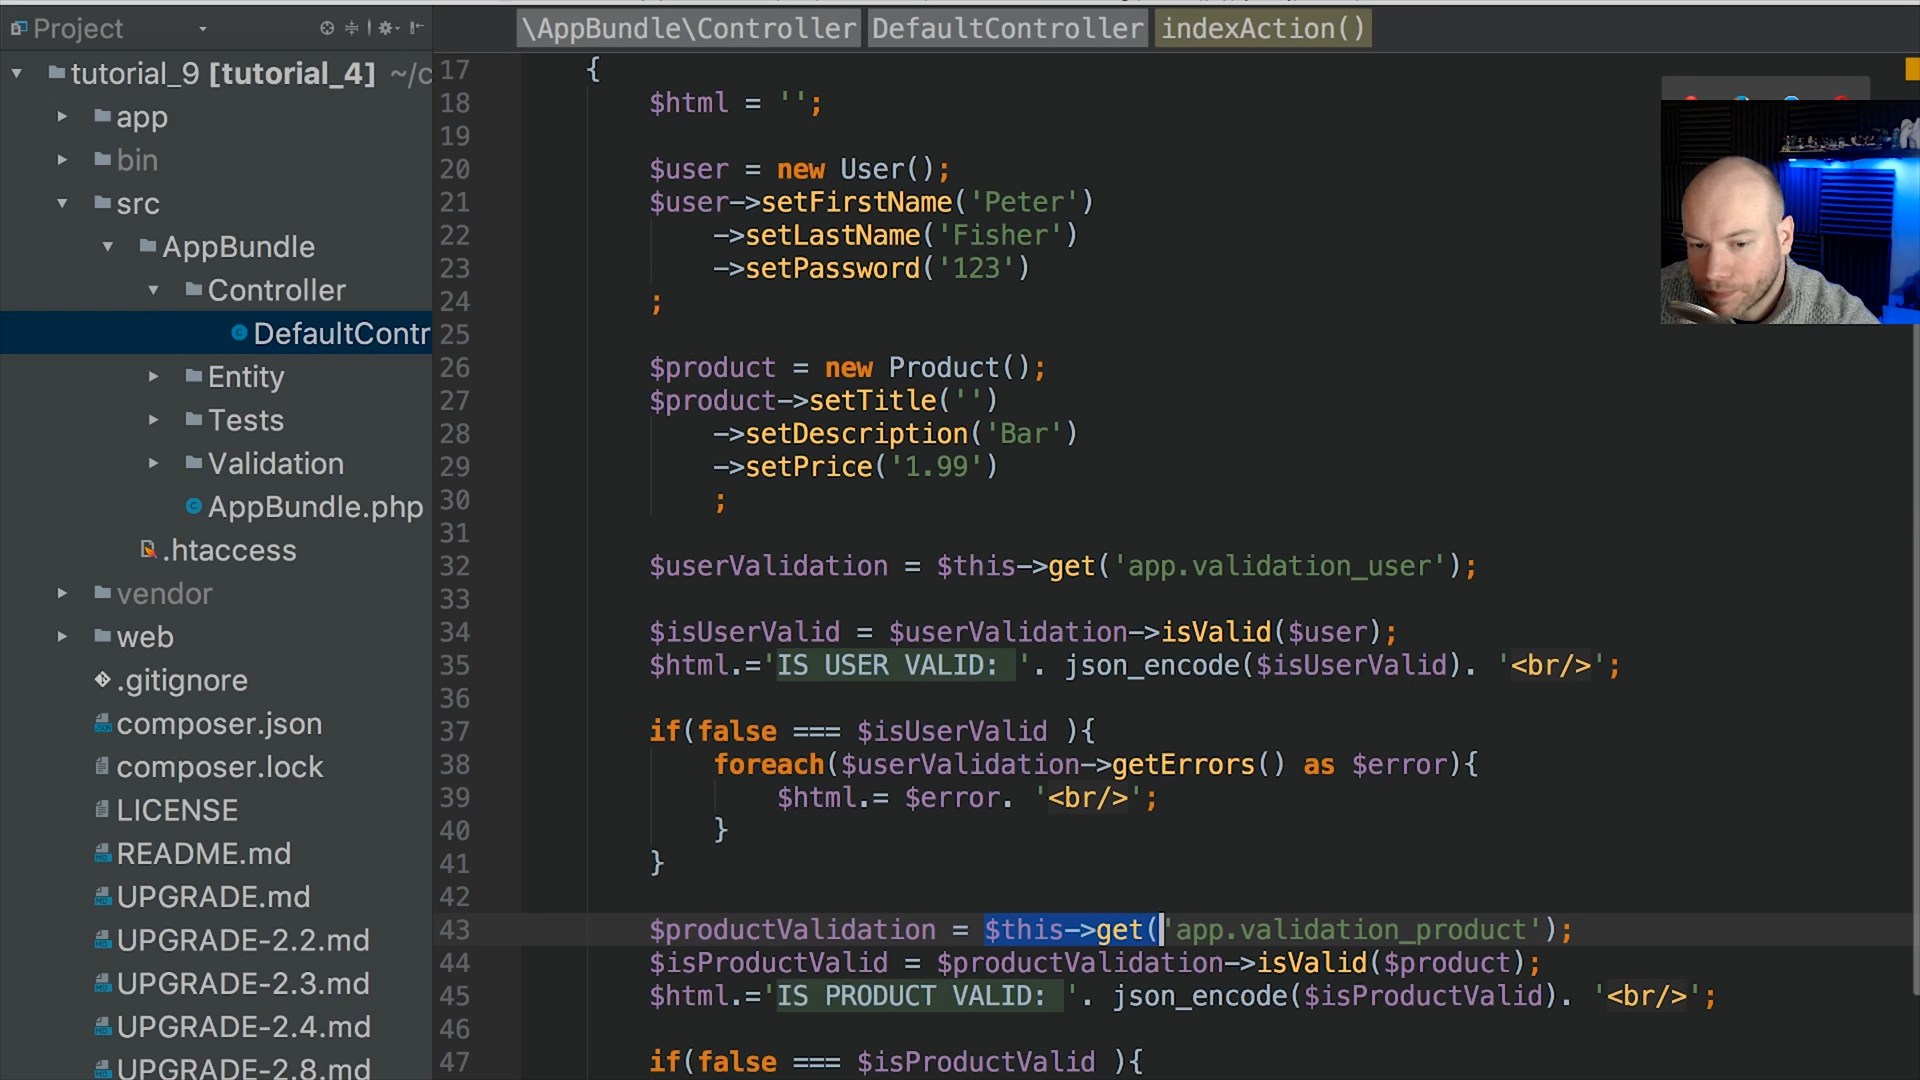 Project
\AppBundle\Controller DefaultController indexAction()
tutorial_9 [tutorial_4] ~/c
app
bin
src
AppBundle
Controller
DefaultContr
Entity
Tests
Validation
AppBundle.php
.htaccess
vendor
web
.gitignore
composer.json
composer.lock
LICENSE
README.md
UPGRADE.md
UPGRADE-2.2.md
UPGRADE-2.3.md
UPGRADE-2.4.md
UPGRADE-2.8.md
17 {
18 $html = '';
19
20 $user = new User();
21 $user->setFirstName('Peter')
22 ->setLastName('Fisher')
23 ->setPassword('123')
24 ;
25
26 $product = new Product();
27 $product->setTitle('')
28 ->setDescription('Bar')
29 ->setPrice('1.99')
30 ;
31
32 $userValidation = $this->get('app.validation_user');
33
34 $isUserValid = $userValidation->isValid($user);
35 $html.='IS USER VALID: '. json_encode($isUserValid). '<br/>';
36
37 if(false === $isUserValid ){
38 foreach($userValidation->getErrors() as $error){
39 $html.= $error. '<br/>';
40 }
41 }
42
43 $productValidation = $this->get('app.validation_product');
44 $isProductValid = $productValidation->isValid($product);
45 $html.='IS PRODUCT VALID: '. json_encode($isProductValid). '<br/>';
46
47 if(false === $isProductValid ){